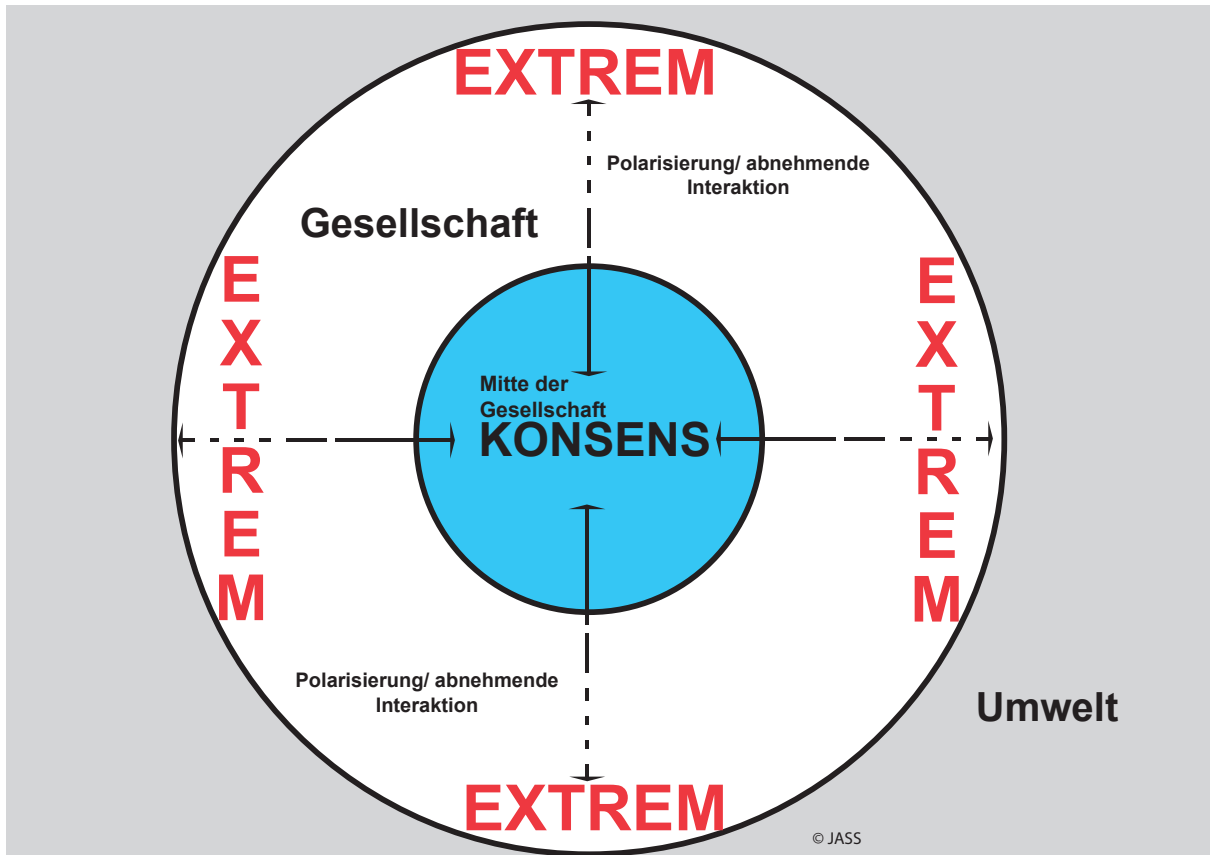 EXTREM
Polarisierung/ abnehmende
Interaktion
Gesellschaft
EXTREM
EXTREM
Mitte der
Gesellschaft
KONSENS
Polarisierung/ abnehmende
Interaktion
Umwelt
EXTREM
© JASS